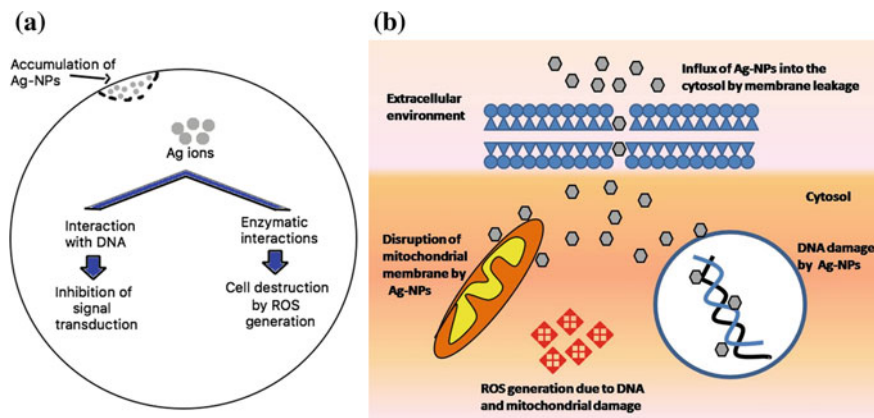 (a)
Accumulation of
Ag-NPs
Ag ions
Interaction
with DNA
Inhibition of
signal
transduction
Enzymatic
interactions
Cell destruction
by ROS
generation
(b)
Influx of Ag-NPs into the
cytosol by membrane leakage
Extracellular
environment
Cytosol
Disruption of
mitochondrial
membrane by
Ag-NPs
DNA damage
by Ag-NPs
ROS generation due to DNA
and mitochondrial damage